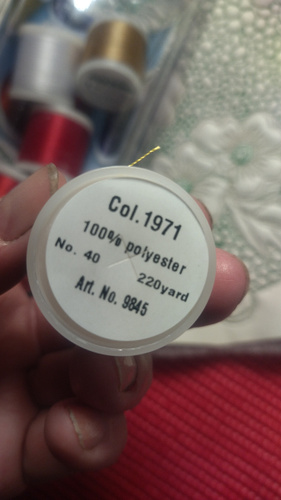 Col. 1971
100% polyester
No. 40
220yard
Art. No. 9845